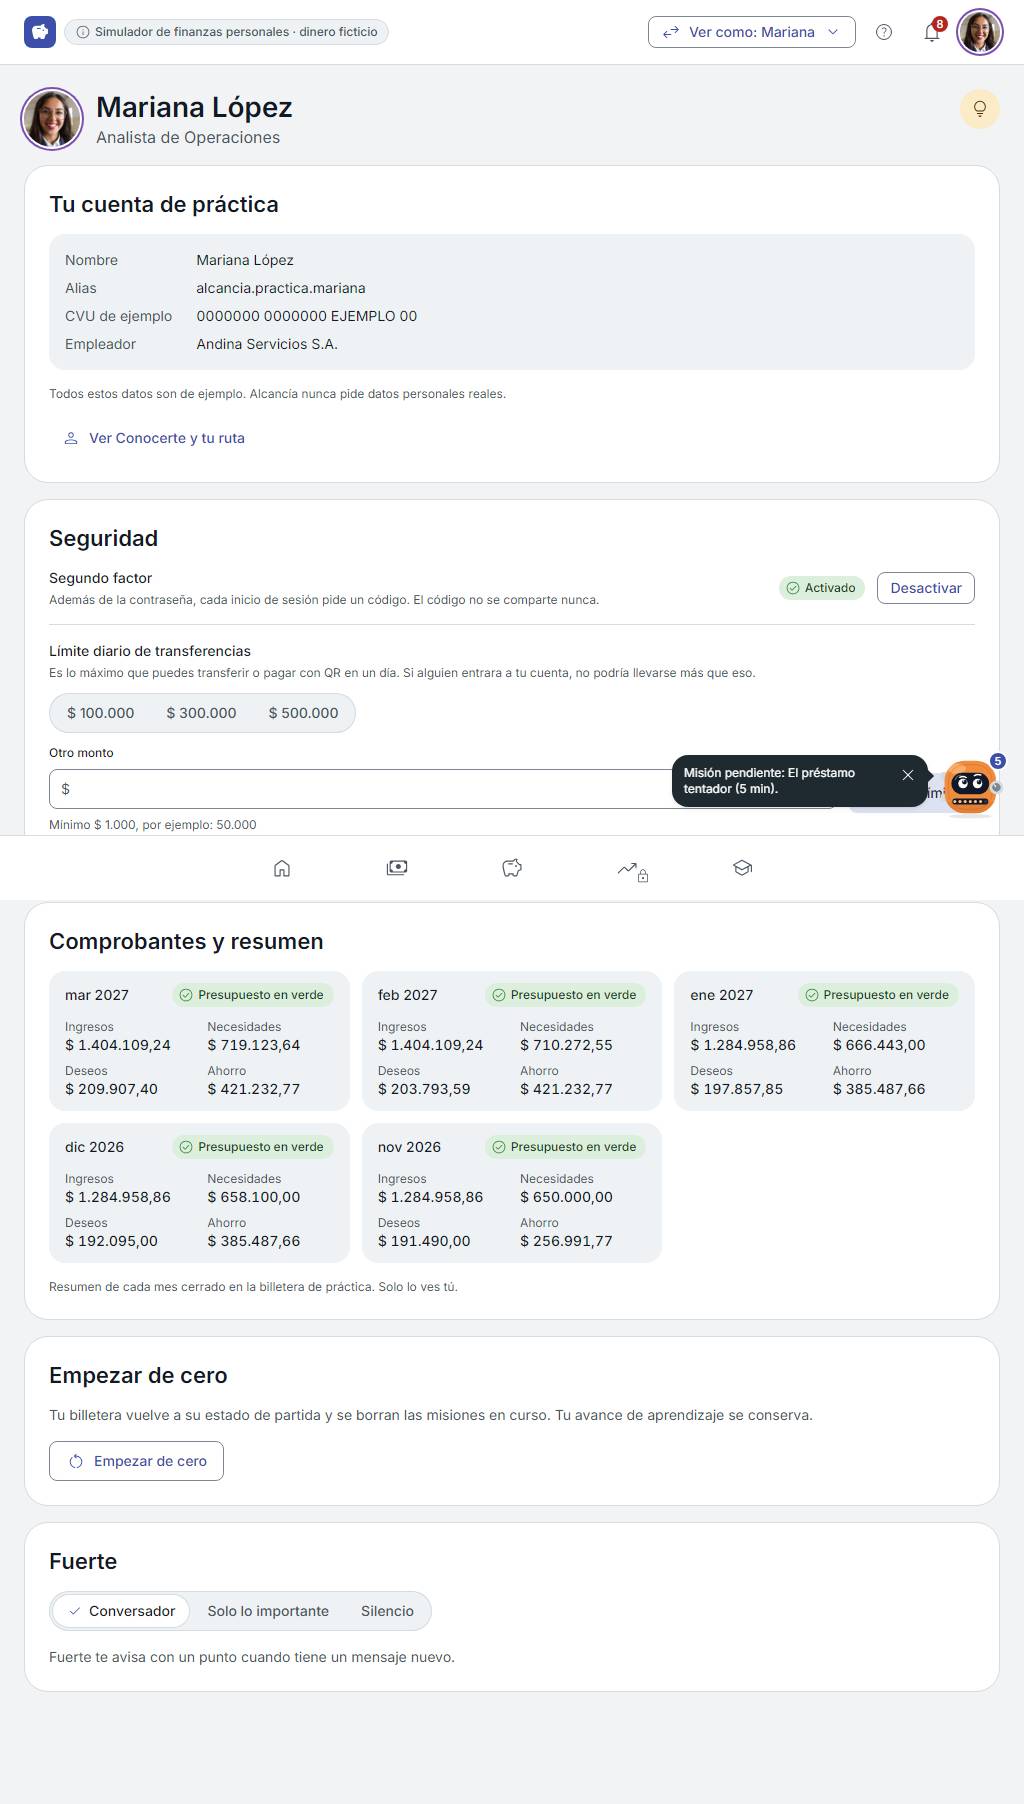 Simulador de finanzas personales · dinero ficticio
Ver como: Mariana
8
Mariana López
Analista de Operaciones
Tu cuenta de práctica
Nombre Mariana López
Alias alcancia.practica.mariana
CVU de ejemplo 0000000 0000000 EJEMPLO 00
Empleador Andina Servicios S.A.
Todos estos datos son de ejemplo. Alcancía nunca pide datos personales reales.
Ver Conocerte y tu ruta
Seguridad
Segundo factor
Además de la contraseña, cada inicio de sesión pide un código. El código no se comparte nunca.
Activado
Desactivar
Límite diario de transferencias
Es lo máximo que puedes transferir o pagar con QR en un día. Si alguien entrara a tu cuenta, no podría llevarse más que eso.
$ 100.000 $ 300.000 $ 500.000
Otro monto
$
Misión pendiente: El préstamo
tentador (5 min).
5
Mínimo $ 1.000, por ejemplo: 50.000
Comprobantes y resumen
mar 2027 Presupuesto en verde
Ingresos Necesidades
$ 1.404.109,24 $ 719.123,64
Deseos Ahorro
$ 209.907,40 $ 421.232,77
feb 2027 Presupuesto en verde
Ingresos Necesidades
$ 1.404.109,24 $ 710.272,55
Deseos Ahorro
$ 203.793,59 $ 421.232,77
ene 2027 Presupuesto en verde
Ingresos Necesidades
$ 1.284.958,86 $ 666.443,00
Deseos Ahorro
$ 197.857,85 $ 385.487,66
dic 2026 Presupuesto en verde
Ingresos Necesidades
$ 1.284.958,86 $ 658.100,00
Deseos Ahorro
$ 192.095,00 $ 385.487,66
nov 2026 Presupuesto en verde
Ingresos Necesidades
$ 1.284.958,86 $ 650.000,00
Deseos Ahorro
$ 191.490,00 $ 256.991,77
Resumen de cada mes cerrado en la billetera de práctica. Solo lo ves tú.
Empezar de cero
Tu billetera vuelve a su estado de partida y se borran las misiones en curso. Tu avance de aprendizaje se conserva.
Empezar de cero
Fuerte
Conversador Solo lo importante Silencio
Fuerte te avisa con un punto cuando tiene un mensaje nuevo.